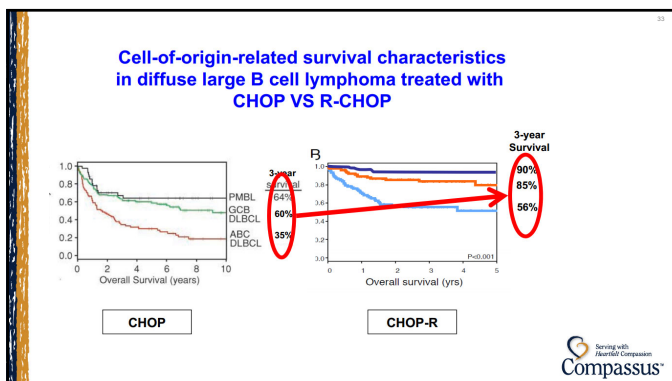 33
Cell-of-origin-related survival characteristics
in diffuse large B cell lymphoma treated with
CHOP VS R-CHOP
1.0
0.8
0.6
0.4
0.2
0.0
0 2 4 6 8 10
Overall Survival (years)
PMBL
GCB
DLBCL
ABC
DLBCL
3-year
survival
64%
60%
35%
CHOP
B
1.0
0.8
0.6
0.4
0.2
0.0
0 1 2 3 4 5
P<0.001
Overall survival (yrs)
3-year
Survival
90%
85%
56%
CHOP-R
Serving with
Heartfelt Compassion
Compassus™